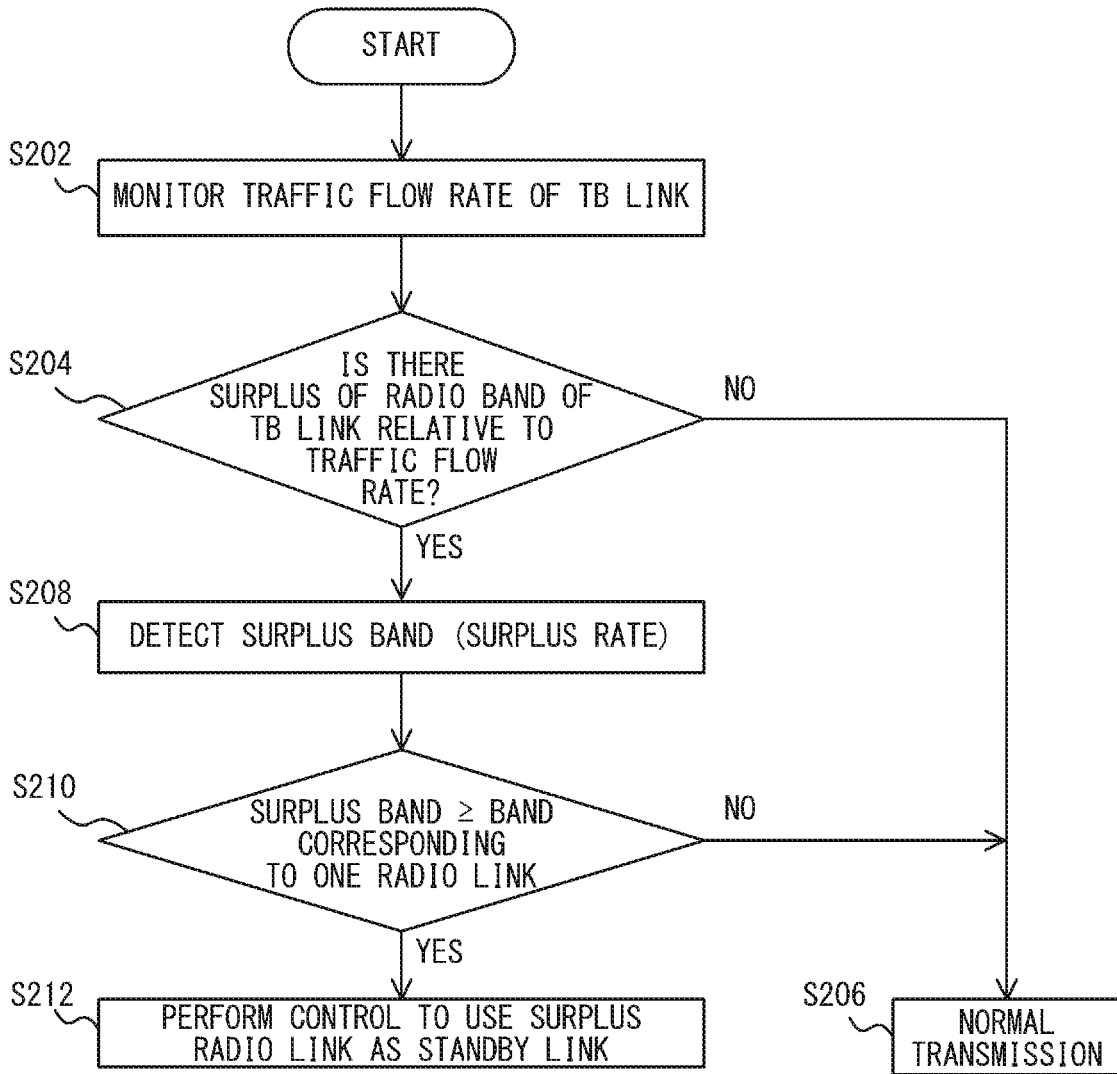 START
S202
MONITOR TRAFFIC FLOW RATE OF TB LINK
S204
IS THERE
SURPLUS OF RADIO BAND OF
TB LINK RELATIVE TO
TRAFFIC FLOW
RATE?
NO
YES
S208
DETECT SURPLUS BAND (SURPLUS RATE)
S210
SURPLUS BAND ≥ BAND
CORRESPONDING
TO ONE RADIO LINK
NO
YES
S212
PERFORM CONTROL TO USE SURPLUS
RADIO LINK AS STANDBY LINK
S206
NORMAL
TRANSMISSION